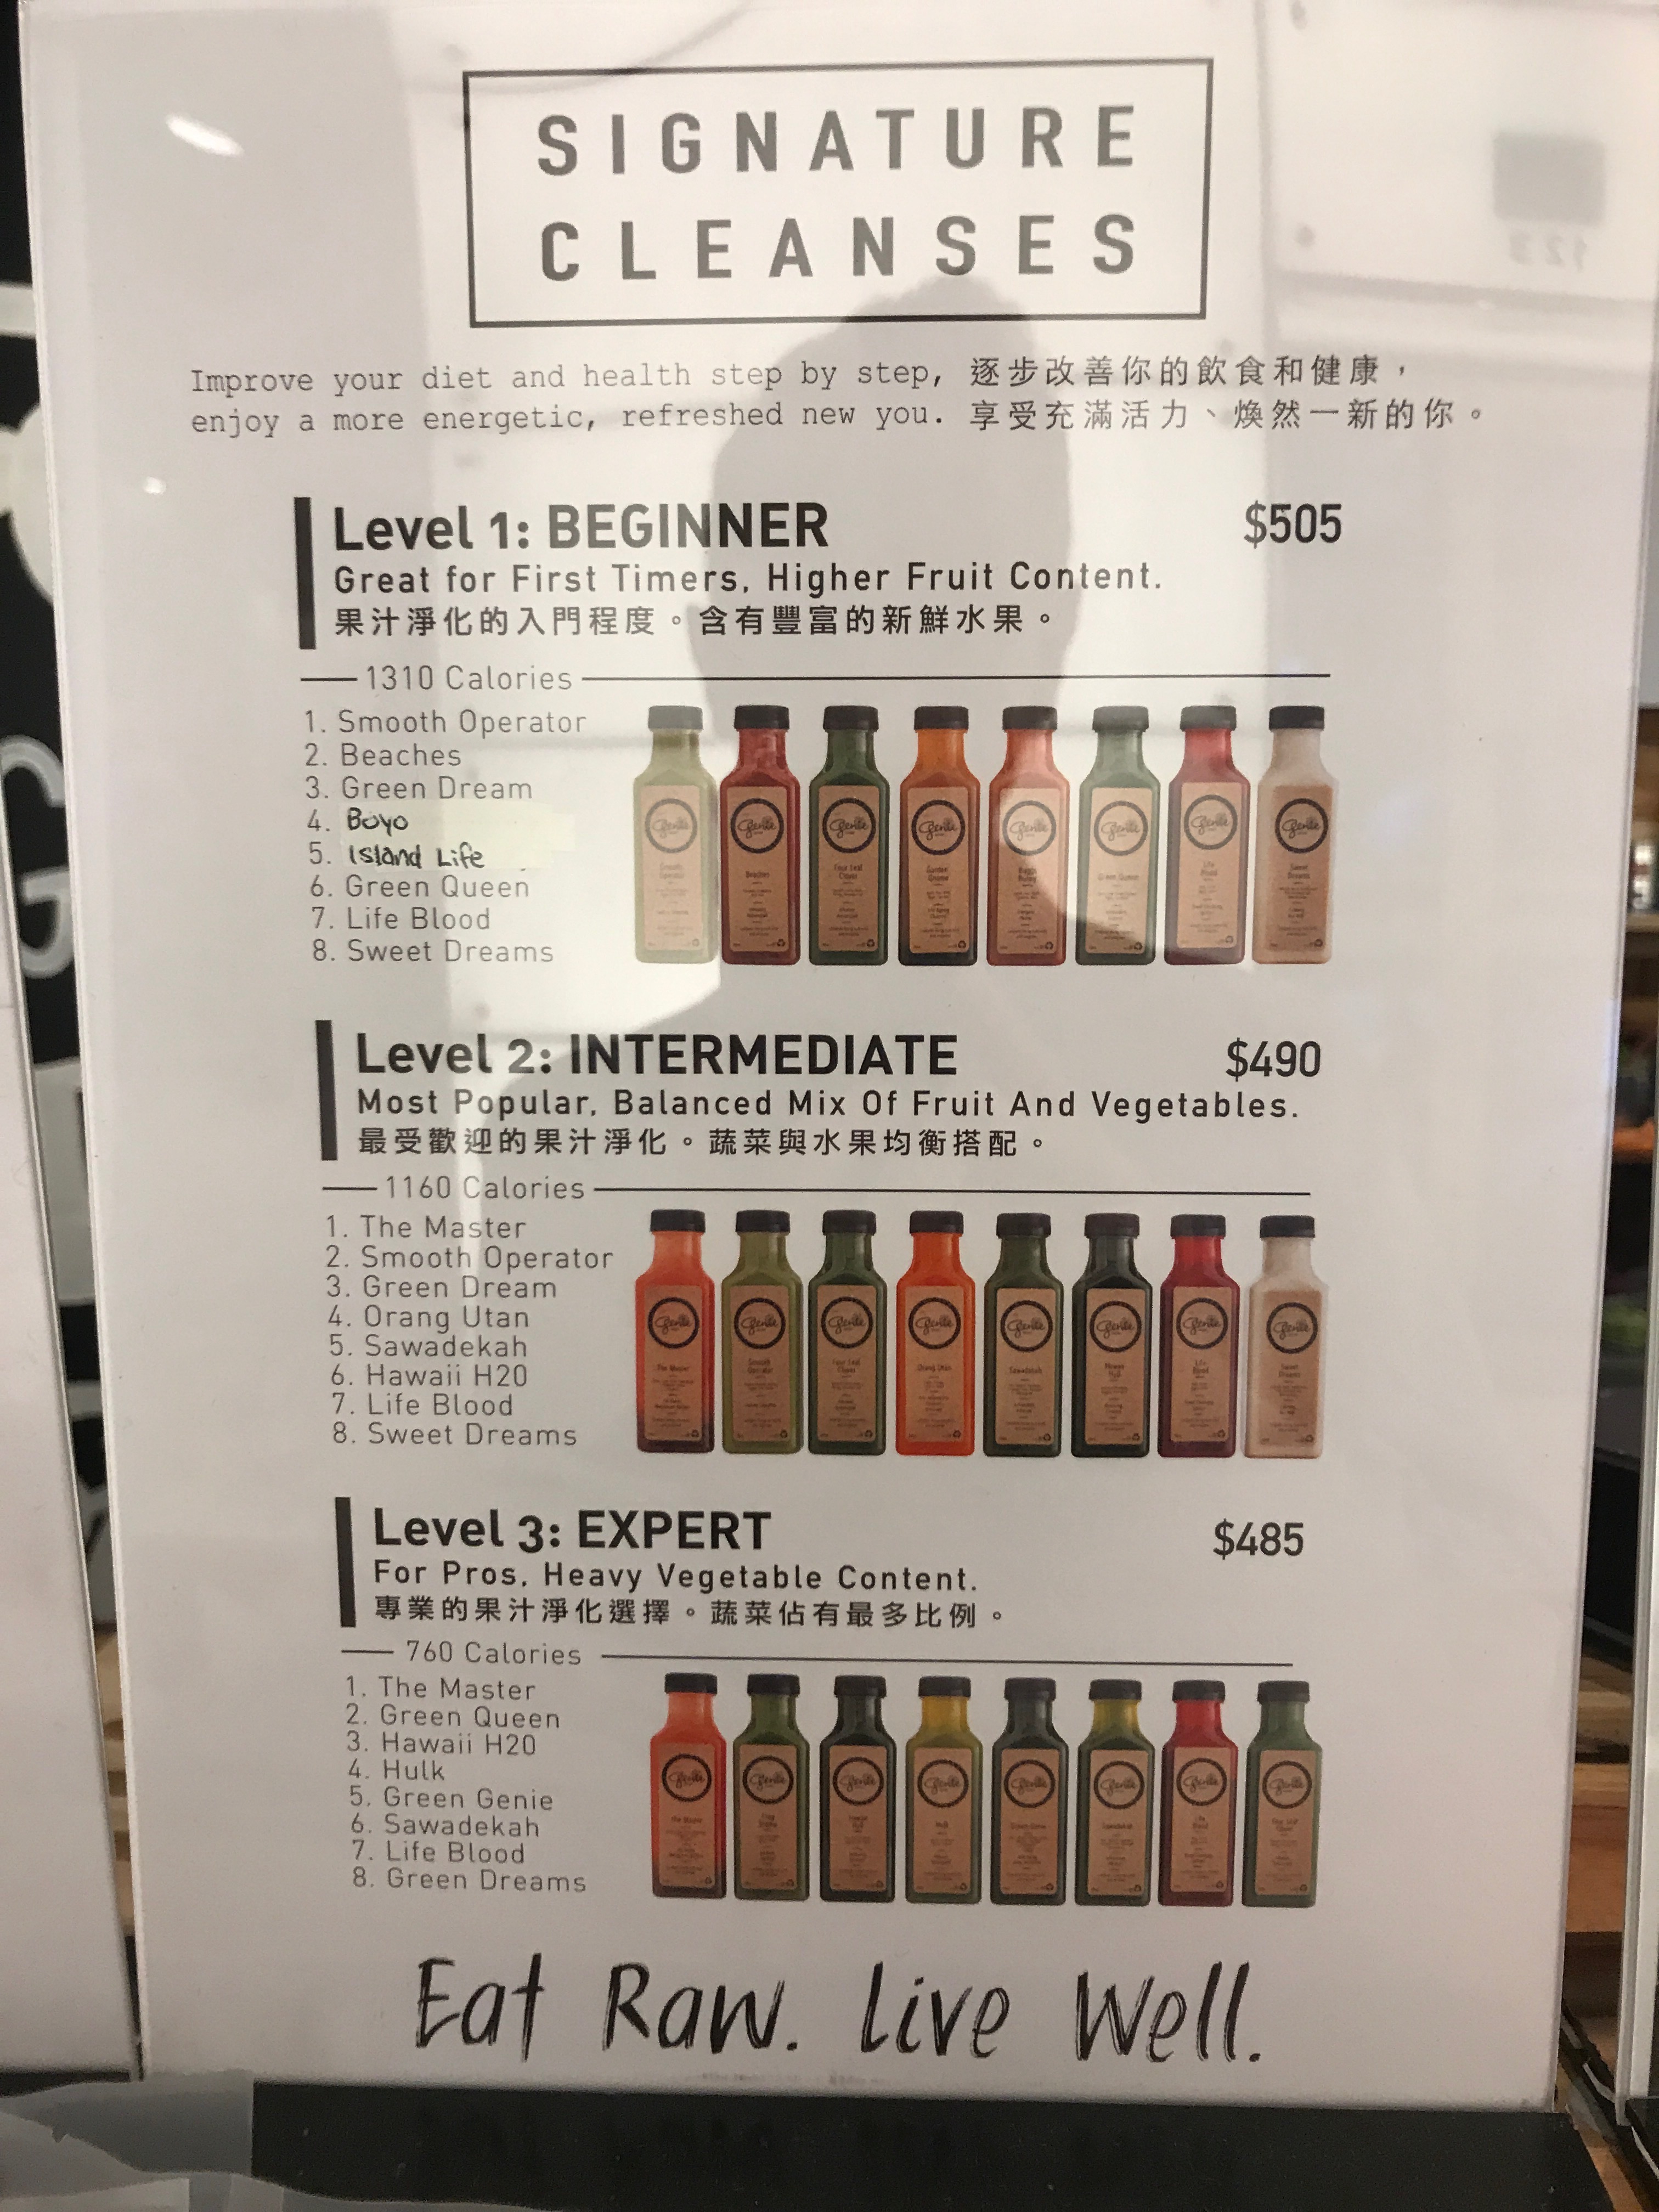 SIGNATURE
CLEANSES
Improve your diet and health step by step, 逐步改善你的飲食和健康，
enjoy a more energetic, refreshed new you. 享受充滿活力、煥然一新的你。
Level 1: BEGINNER $505
Great for First Timers, Higher Fruit Content.
果汁淨化的入門程度。含有豐富的新鮮水果。
1310 Calories
1. Smooth Operator
2. Beaches
3. Green Dream
4. Boyo
5. Island Life
6. Green Queen
7. Life Blood
8. Sweet Dreams
Level 2: INTERMEDIATE $490
Most Popular, Balanced Mix Of Fruit And Vegetables.
最受歡迎的果汁淨化。蔬菜與水果均衡搭配。
1160 Calories
1. The Master
2. Smooth Operator
3. Green Dream
4. Orang Utan
5. Sawadekah
6. Hawaii H20
7. Life Blood
8. Sweet Dreams
Level 3: EXPERT $485
For Pros, Heavy Vegetable Content.
專業的果汁淨化選擇。蔬菜佔有最多比例。
760 Calories
1. The Master
2. Green Queen
3. Hawaii H20
4. Hulk
5. Green Genie
6. Sawadekah
7. Life Blood
8. Green Dreams
Eat Raw. Live Well.